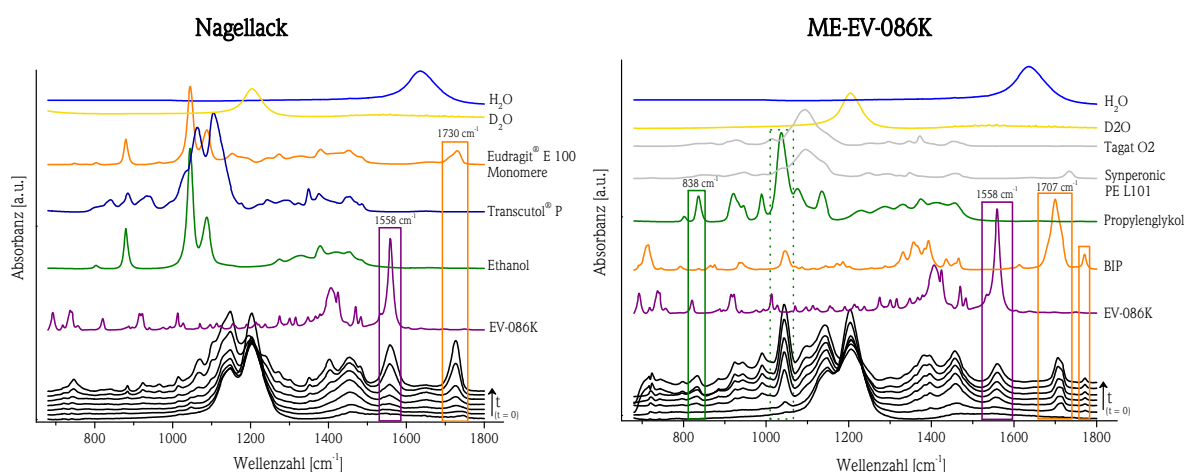 Nagellack
H2O
D2O
1730 cm-1
Eudragit® E 100
Monomere
Transcutol® P
1558 cm-1
Ethanol
EV-086K
t
(t = 0)
Absorbanz [a.u.]
800 1000 1200 1400 1600 1800
Wellenzahl [cm-1]
ME-EV-086K
H2O
D2O
Tagat O2
Synperonic
PE L101
838 cm-1
1558 cm-1
1707 cm-1
Propylenglykol
BIP
EV-086K
t
(t = 0)
Absorbanz [a.u.]
800 1000 1200 1400 1600 1800
Wellenzahl [cm-1]